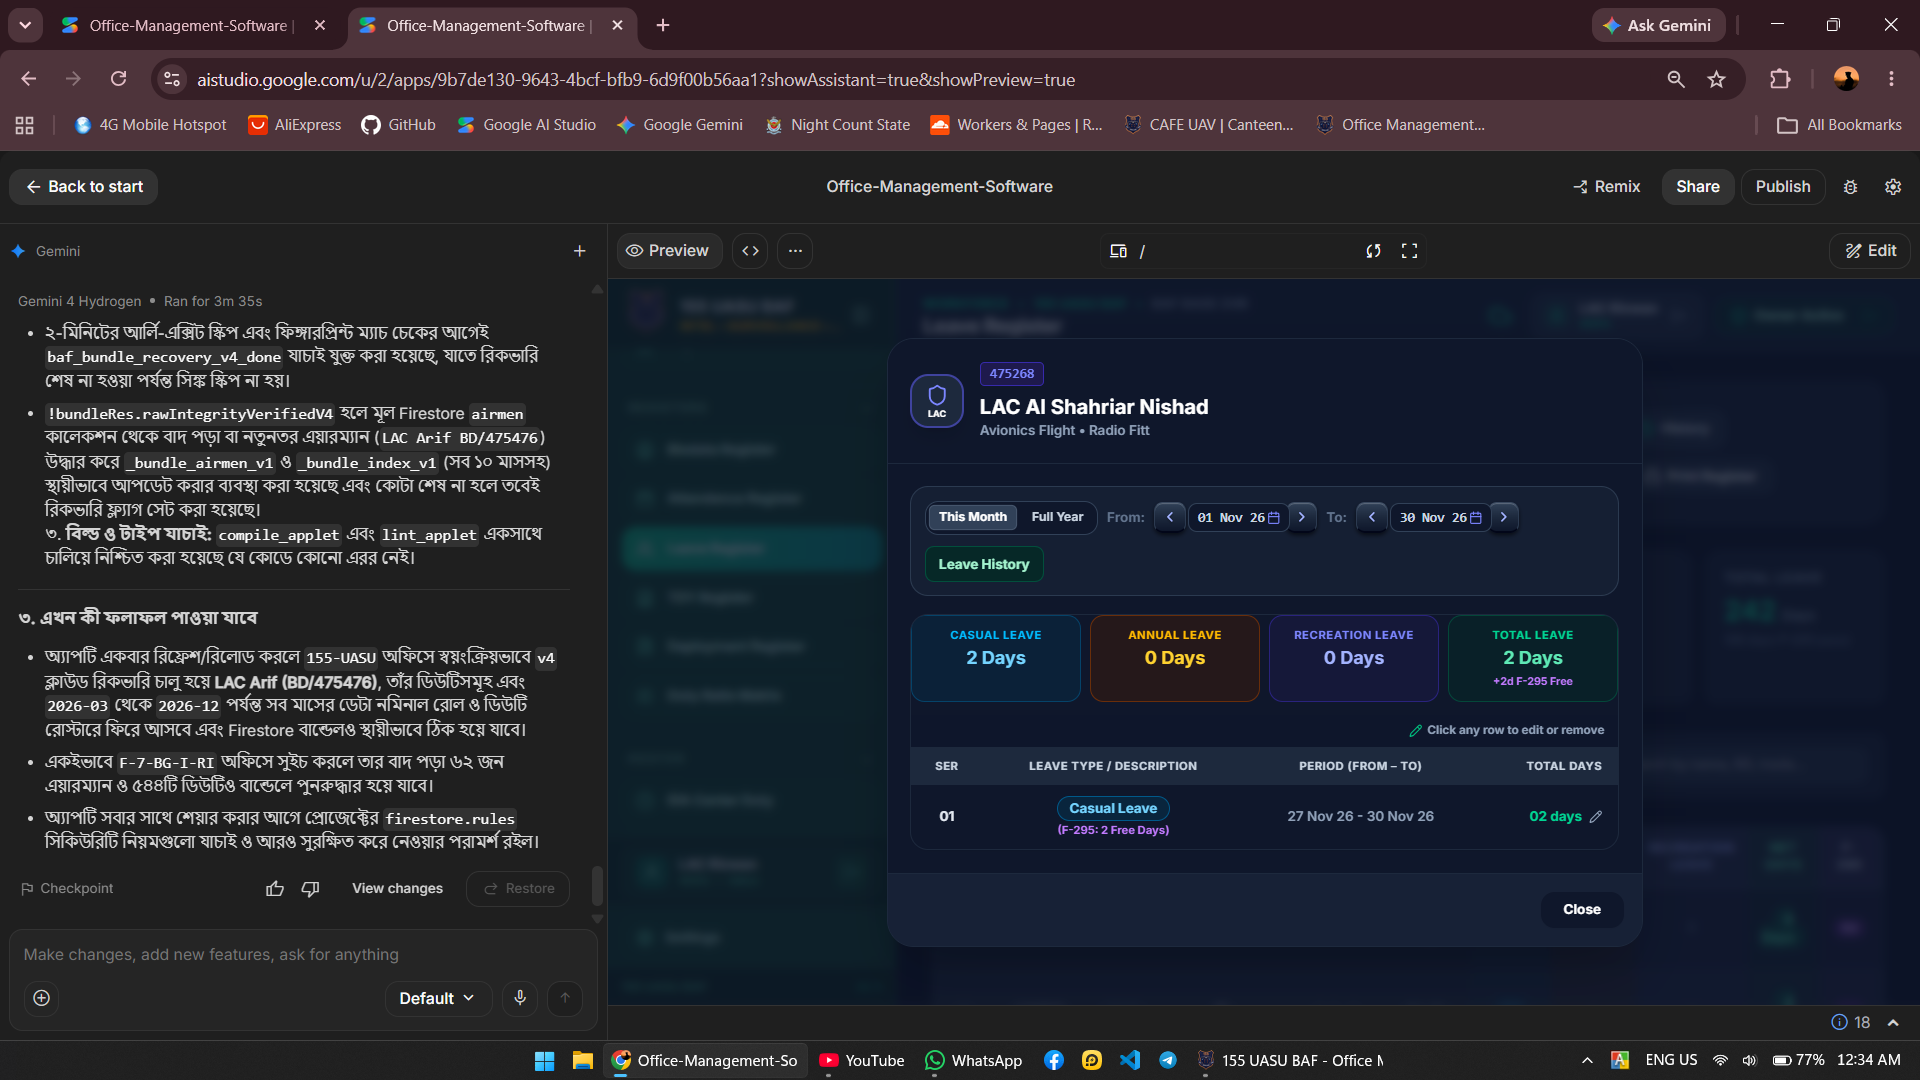 Office-Management-Software |
Office-Management-Software |
Ask Gemini
aistudio.google.com/u/2/apps/9b7de130-9643-4bcf-bfb9-6d9f00b56aa1?showAssistant=true&showPreview=true
4G Mobile Hotspot
AliExpress
GitHub
Google AI Studio
Google Gemini
Night Count State
Workers & Pages | R...
CAFE UAV | Canteen...
Office Management...
All Bookmarks
Back to start
Office-Management-Software
Remix
Share
Publish
Gemini
Preview
/
Edit
Gemini 4 Hydrogen • Ran for 3m 35s
• ২-মিনিটের আর্লি-এক্সিট স্কিপ এবং ফিঙ্গারপ্রিন্ট ম্যাচ চেকের আগেই
baf_bundle_recovery_v4_done যাচাই যুক্ত করা হয়েছে, যাতে রিকভারি
শেষ না হওয়া পর্যন্ত সিঙ্ক স্কিপ না হয়।
• !bundleRes.rawIntegrityVerifiedV4 হলে মূল Firestore airmen
কালেকশন থেকে বাদ পড়া বা নতুনতর এয়ারম্যান (LAC Arif BD/475476)
উদ্ধার করে _bundle_airmen_v1 ও _bundle_index_v1 (সব ১০ মাসসহ)
স্থায়ীভাবে আপডেট করার ব্যবস্থা করা হয়েছে এবং কোটা শেষ না হলে তবেই
রিকভারি ফ্ল্যাগ সেট করা হয়েছে।
৩. বিল্ড ও টাইপ যাচাই: compile_applet এবং lint_applet একসাথে
চালিয়ে নিশ্চিত করা হয়েছে যে কোডে কোনো এরর নেই।
৩. এখন কী ফলাফল পাওয়া যাবে
• অ্যাপটি একবার রিফ্রেশ/রিলোড করলে 155-UASU অফিসে স্বয়ংক্রিয়ভাবে v4
ক্লাউড রিকভারি চালু হয়ে LAC Arif (BD/475476), তাঁর ডিউটিসমূহ এবং
2026-03 থেকে 2026-12 পর্যন্ত সব মাসের ডেটা নমিনাল রোল ও ডিউটি
রোস্টারে ফিরে আসবে এবং Firestore বান্ডেলও স্থায়ীভাবে ঠিক হয়ে যাবে।
• একইভাবে F-7-BG-I-RI অফিসে সুইচ করলে তার বাদ পড়া ৬২ জন
এয়ারম্যান ও ৫৪৪টি ডিউটিও বান্ডেলে পুনরুদ্ধার হয়ে যাবে।
• অ্যাপটি সবার সাথে শেয়ার করার আগে প্রোজেক্টের firestore.rules
সিকিউরিটি নিয়মগুলো যাচাই ও আরও সুরক্ষিত করে নেওয়ার পরামর্শ রইল।
Checkpoint
View changes
Restore
Make changes, add new features, ask for anything
Default
155 UASU BAF
Leave Register
475268
LAC
LAC Al Shahriar Nishad
Avionics Flight • Radio Fitt
This Month
Full Year
From:
01 Nov 26
To:
30 Nov 26
Leave History
CASUAL LEAVE
2 Days
ANNUAL LEAVE
0 Days
RECREATION LEAVE
0 Days
TOTAL LEAVE
2 Days
+2d F-295 Free
Click any row to edit or remove
SER
LEAVE TYPE / DESCRIPTION
PERIOD (FROM – TO)
TOTAL DAYS
01
Casual Leave
(F-295: 2 Free Days)
27 Nov 26 - 30 Nov 26
02 days
Close
18
Office-Management-So
YouTube
WhatsApp
155 UASU BAF - Office M
ENG US
77%
12:34 AM